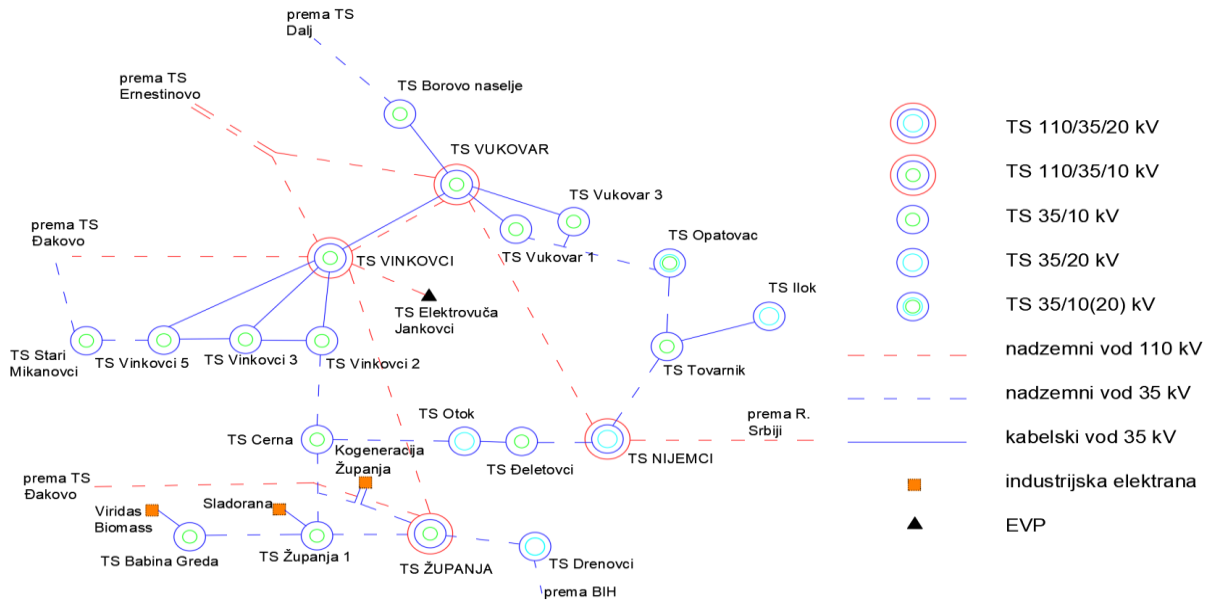 prema TS
Dalj
prema TS
Ernestinovo
TS Borovo naselje
TS VUKOVAR
TS Vukovar 3
prema TS
Đakovo
TS VINKOVCI
TS Vukovar 1
TS Opatovac
TS Ilok
TS Elektrovuča
Jankovci
TS Stari
Mikanovci
TS Vinkovci 5
TS Vinkovci 3
TS Vinkovci 2
TS Tovarnik
TS Cerna
TS Otok
TS Đeletovci
TS NIJEMCI
prema R.
Srbiji
Kogeneracija
Županja
prema TS
Đakovo
Viridas
Biomass
Sladorana
TS Babina Greda
TS Županja 1
TS ŽUPANJA
TS Drenovci
prema BIH
TS 110/35/20 kV
TS 110/35/10 kV
TS 35/10 kV
TS 35/20 kV
TS 35/10(20) kV
nadzemni vod 110 kV
nadzemni vod 35 kV
kabelski vod 35 kV
industrijska elektrana
EVP